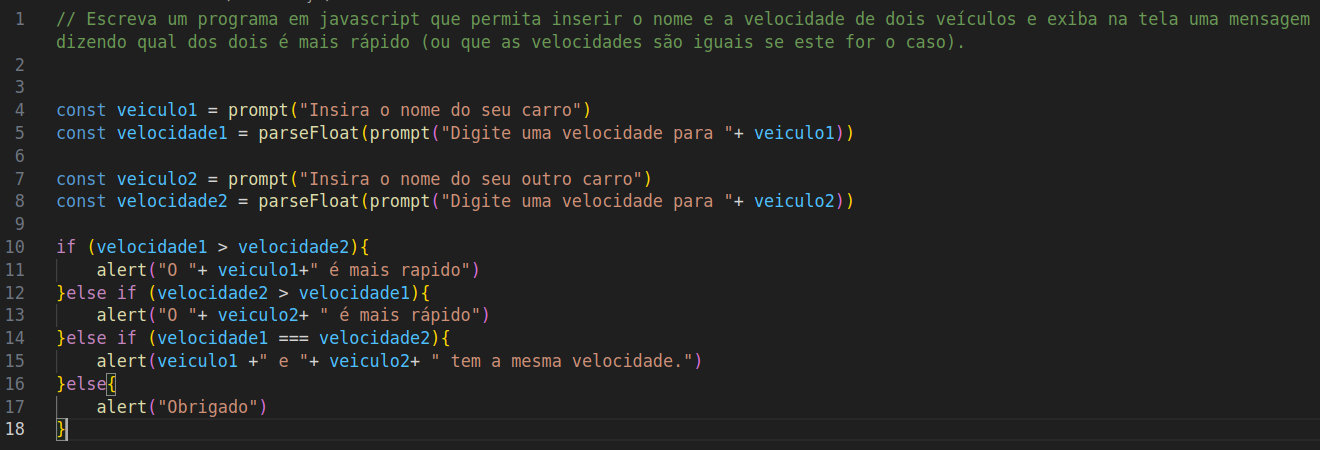 1 // Escreva um programa em javascript que permita inserir o nome e a velocidade de dois veículos e exiba na tela uma mensagem
dizendo qual dos dois é mais rápido (ou que as velocidades são iguais se este for o caso).
2
3
4 const veiculo1 = prompt("Insira o nome do seu carro")
5 const velocidade1 = parseFloat(prompt("Digite uma velocidade para "+ veiculo1))
6
7 const veiculo2 = prompt("Insira o nome do seu outro carro")
8 const velocidade2 = parseFloat(prompt("Digite uma velocidade para "+ veiculo2))
9
10 if (velocidade1 > velocidade2){
11     alert("O "+ veiculo1+" é mais rapido")
12 }else if (velocidade2 > velocidade1){
13     alert("O "+ veiculo2+ " é mais rápido")
14 }else if (velocidade1 === velocidade2){
15     alert(veiculo1 +" e "+ veiculo2+ " tem a mesma velocidade.")
16 }else{
17     alert("Obrigado")
18 }